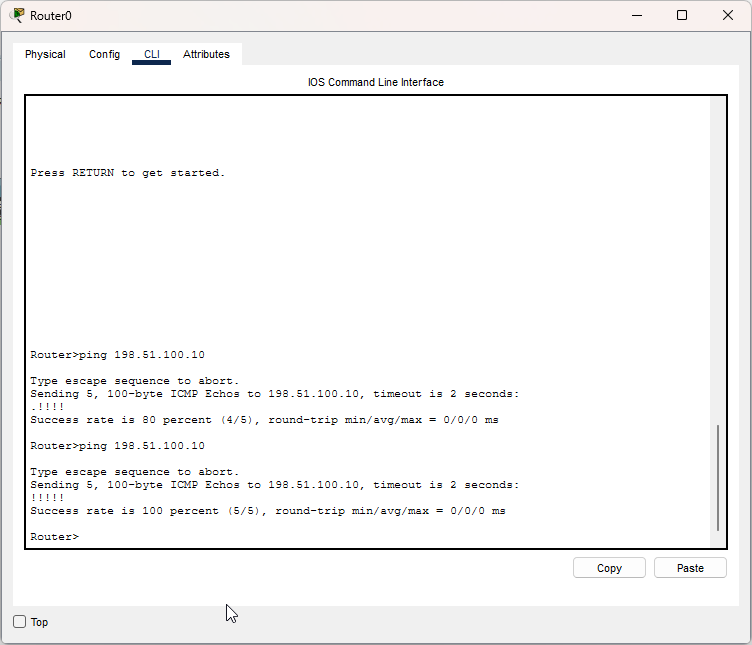 Router0
Physical Config CLI Attributes
IOS Command Line Interface
Press RETURN to get started.
Router>ping 198.51.100.10
Type escape sequence to abort.
Sending 5, 100-byte ICMP Echos to 198.51.100.10, timeout is 2 seconds:
.!!!!
Success rate is 80 percent (4/5), round-trip min/avg/max = 0/0/0 ms
Router>ping 198.51.100.10
Type escape sequence to abort.
Sending 5, 100-byte ICMP Echos to 198.51.100.10, timeout is 2 seconds:
!!!!!
Success rate is 100 percent (5/5), round-trip min/avg/max = 0/0/0 ms
Router>
Copy Paste
Top